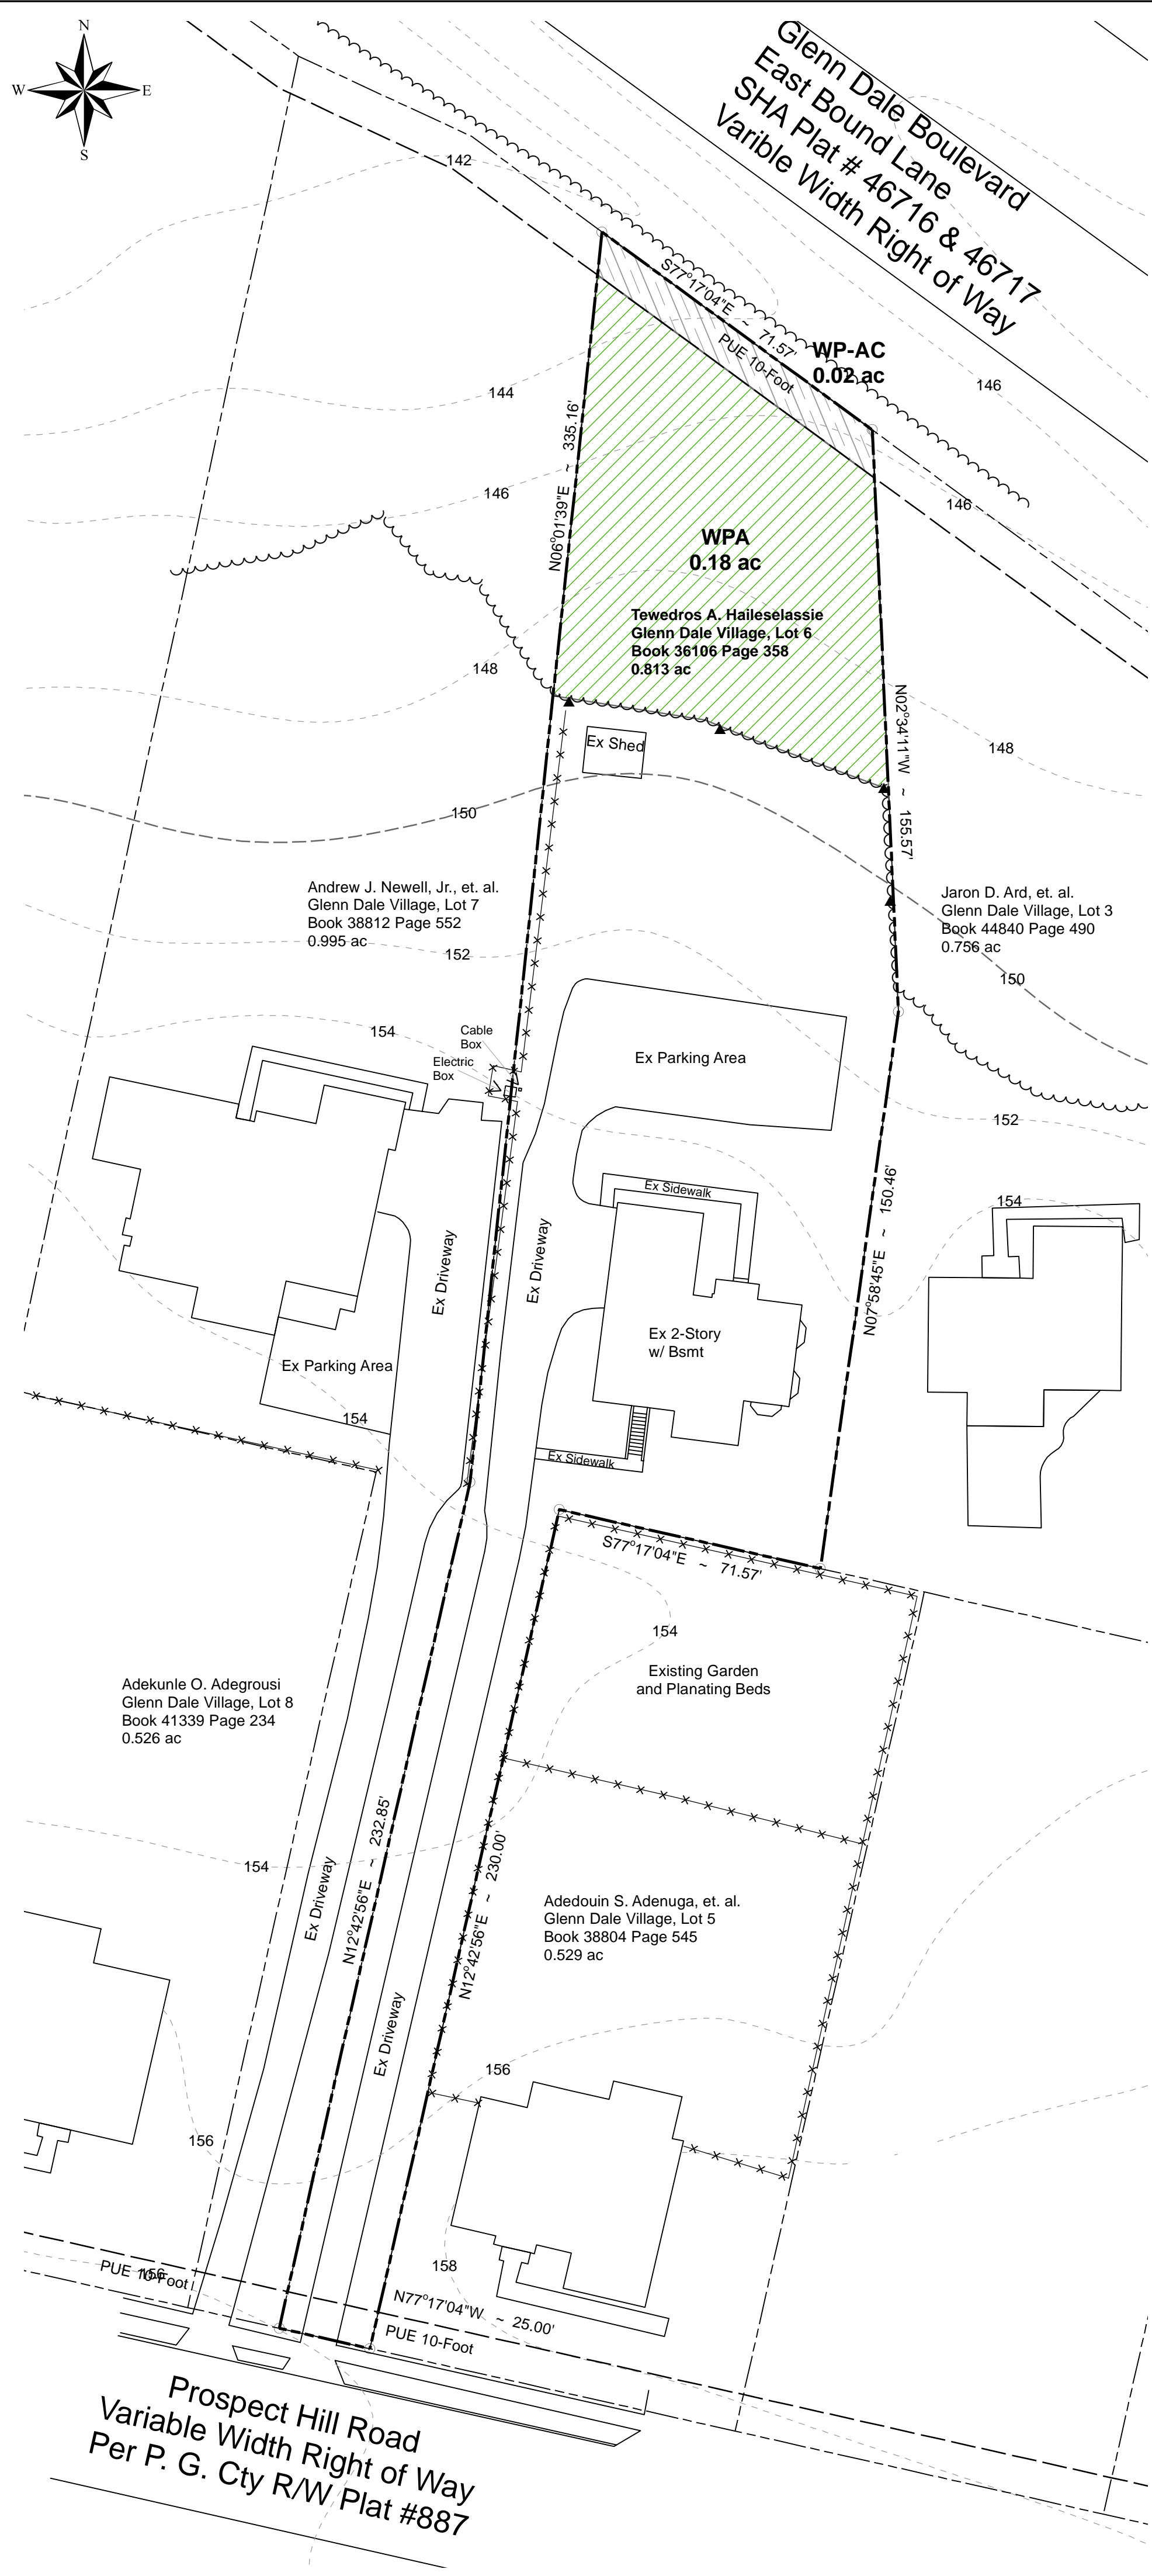 N
W
E
S
Glenn Dale Boulevard
East Bound Lane
SHA Plat # 46716 & 46717
Varible Width Right of Way
142
S77°17'04"E ~ 71.57'
PUE 10-Foot
WP-AC
0.02 ac
146
144
N06°01'39"E ~ 335.16'
146
146
WPA
0.18 ac
Tewedros A. Haileselassie
Glenn Dale Village, Lot 6
Book 36106 Page 358
0.813 ac
148
N02°34'11"W ~ 155.57'
148
Ex Shed
150
Andrew J. Newell, Jr., et. al.
Glenn Dale Village, Lot 7
Book 38812 Page 552
0.995 ac
Jaron D. Ard, et. al.
Glenn Dale Village, Lot 3
Book 44840 Page 490
0.756 ac
152
150
154
Cable
Box
Electric
Box
Ex Parking Area
152
Ex Sidewalk
154
N07°58'45"E ~ 150.46'
Ex Driveway
Ex Driveway
Ex 2-Story
w/ Bsmt
Ex Parking Area
154
Ex Sidewalk
S77°17'04"E ~ 71.57'
154
Existing Garden
and Planating Beds
Adekunle O. Adegrousi
Glenn Dale Village, Lot 8
Book 41339 Page 234
0.526 ac
N12°42'56"E ~ 232.85'
N12°42'56"E ~ 230.00'
154
Ex Driveway
Adedouin S. Adenuga, et. al.
Glenn Dale Village, Lot 5
Book 38804 Page 545
0.529 ac
Ex Driveway
156
156
158
PUE 10-Foot
156
N77°17'04"W ~ 25.00'
PUE 10-Foot
Prospect Hill Road
Variable Width Right of Way
Per P. G. Cty R/W Plat #887